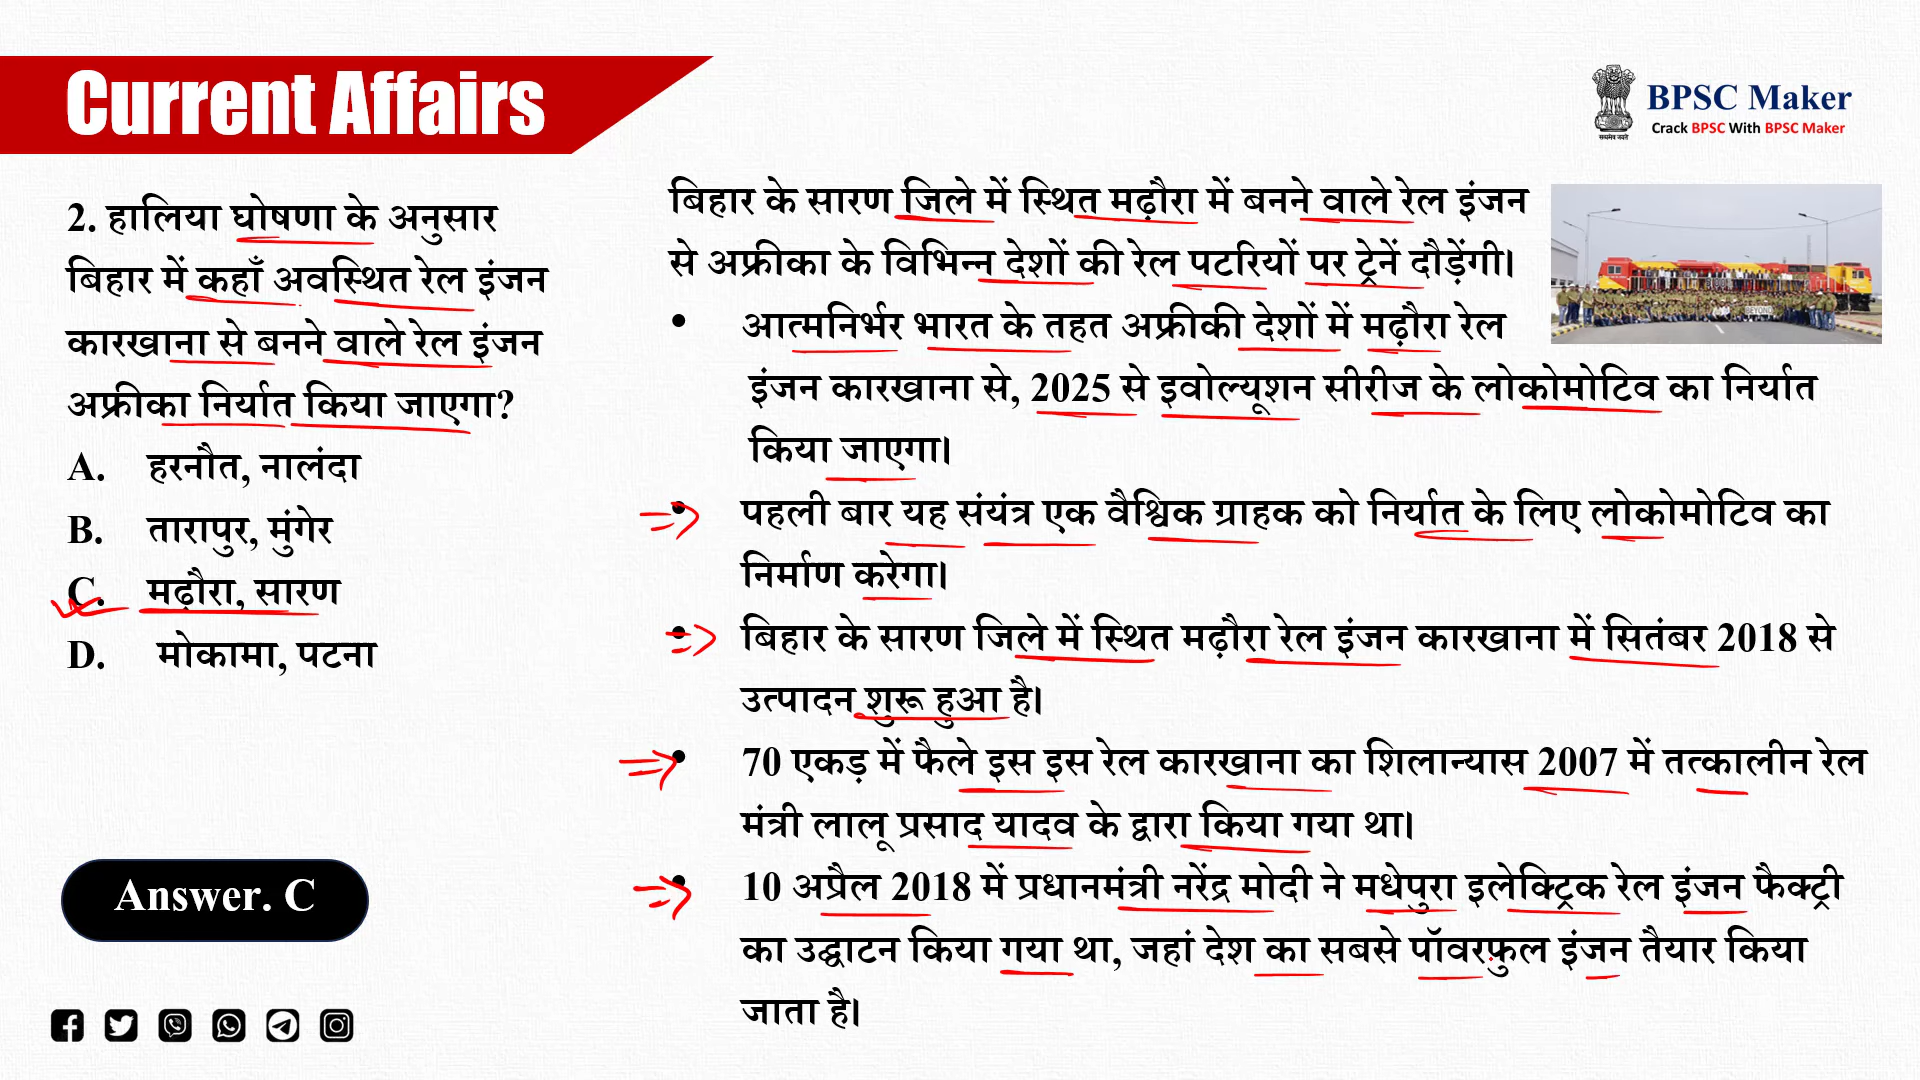 Current Affairs
BPSC Maker
Crack BPSC With BPSC Maker
सत्यमेव जयते
2. हालिया घोषणा के अनुसार
बिहार में कहाँ अवस्थित रेल इंजन
कारखाना से बनने वाले रेल इंजन
अफ्रीका निर्यात किया जाएगा?
A. हरनौत, नालंदा
B. तारापुर, मुंगेर
C. मढ़ौरा, सारण
D. मोकामा, पटना
Answer. C
बिहार के सारण जिले में स्थित मढ़ौरा में बनने वाले रेल इंजन
से अफ्रीका के विभिन्न देशों की रेल पटरियों पर ट्रेनें दौड़ेंगी।
• आत्मनिर्भर भारत के तहत अफ्रीकी देशों में मढ़ौरा रेल
इंजन कारखाना से, 2025 से इवोल्यूशन सीरीज के लोकोमोटिव का निर्यात
किया जाएगा।
• पहली बार यह संयंत्र एक वैश्विक ग्राहक को निर्यात के लिए लोकोमोटिव का
निर्माण करेगा।
• बिहार के सारण जिले में स्थित मढ़ौरा रेल इंजन कारखाना में सितंबर 2018 से
उत्पादन शुरू हुआ है।
• 70 एकड़ में फैले इस इस रेल कारखाना का शिलान्यास 2007 में तत्कालीन रेल
मंत्री लालू प्रसाद यादव के द्वारा किया गया था।
• 10 अप्रैल 2018 में प्रधानमंत्री नरेंद्र मोदी ने मधेपुरा इलेक्ट्रिक रेल इंजन फैक्ट्री
का उद्घाटन किया गया था, जहां देश का सबसे पॉवरफुल इंजन तैयार किया
जाता है।